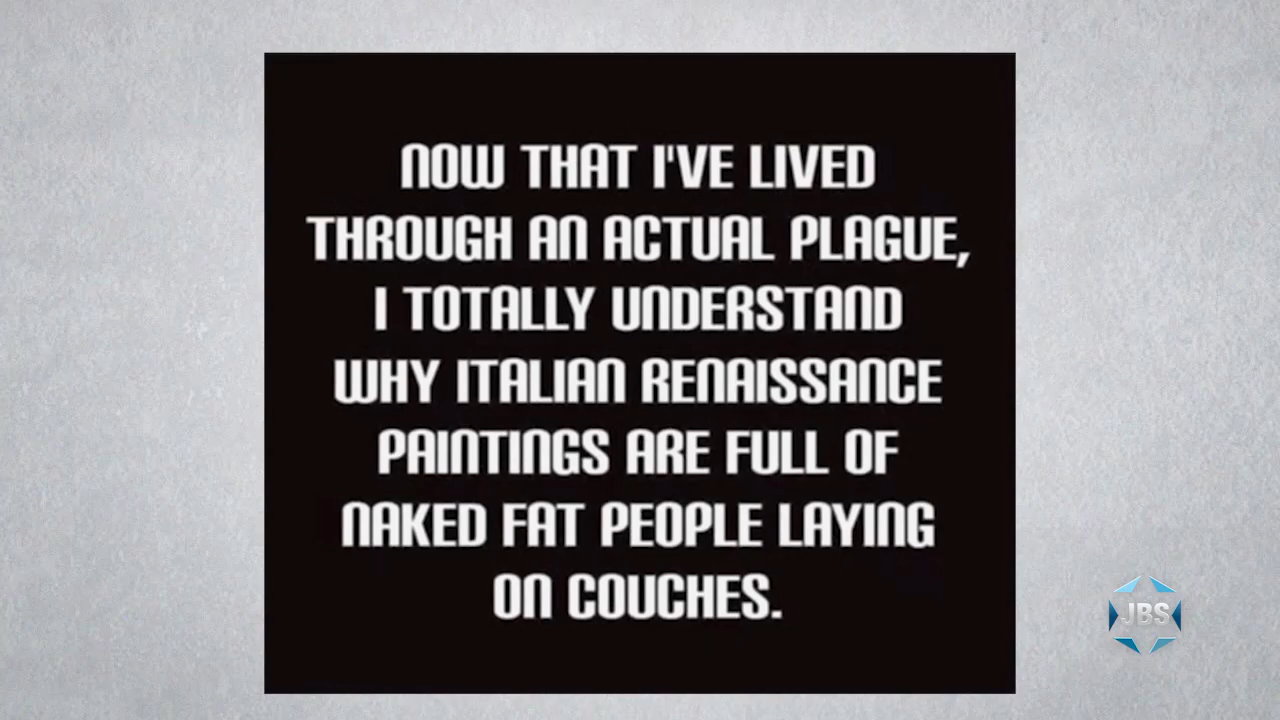 NOW THAT I'VE LIVED
THROUGH AN ACTUAL PLAGUE,
I TOTALLY UNDERSTAND
WHY ITALIAN RENAISSANCE
PAINTINGS ARE FULL OF
NAKED FAT PEOPLE LAYING
ON COUCHES.
JBS